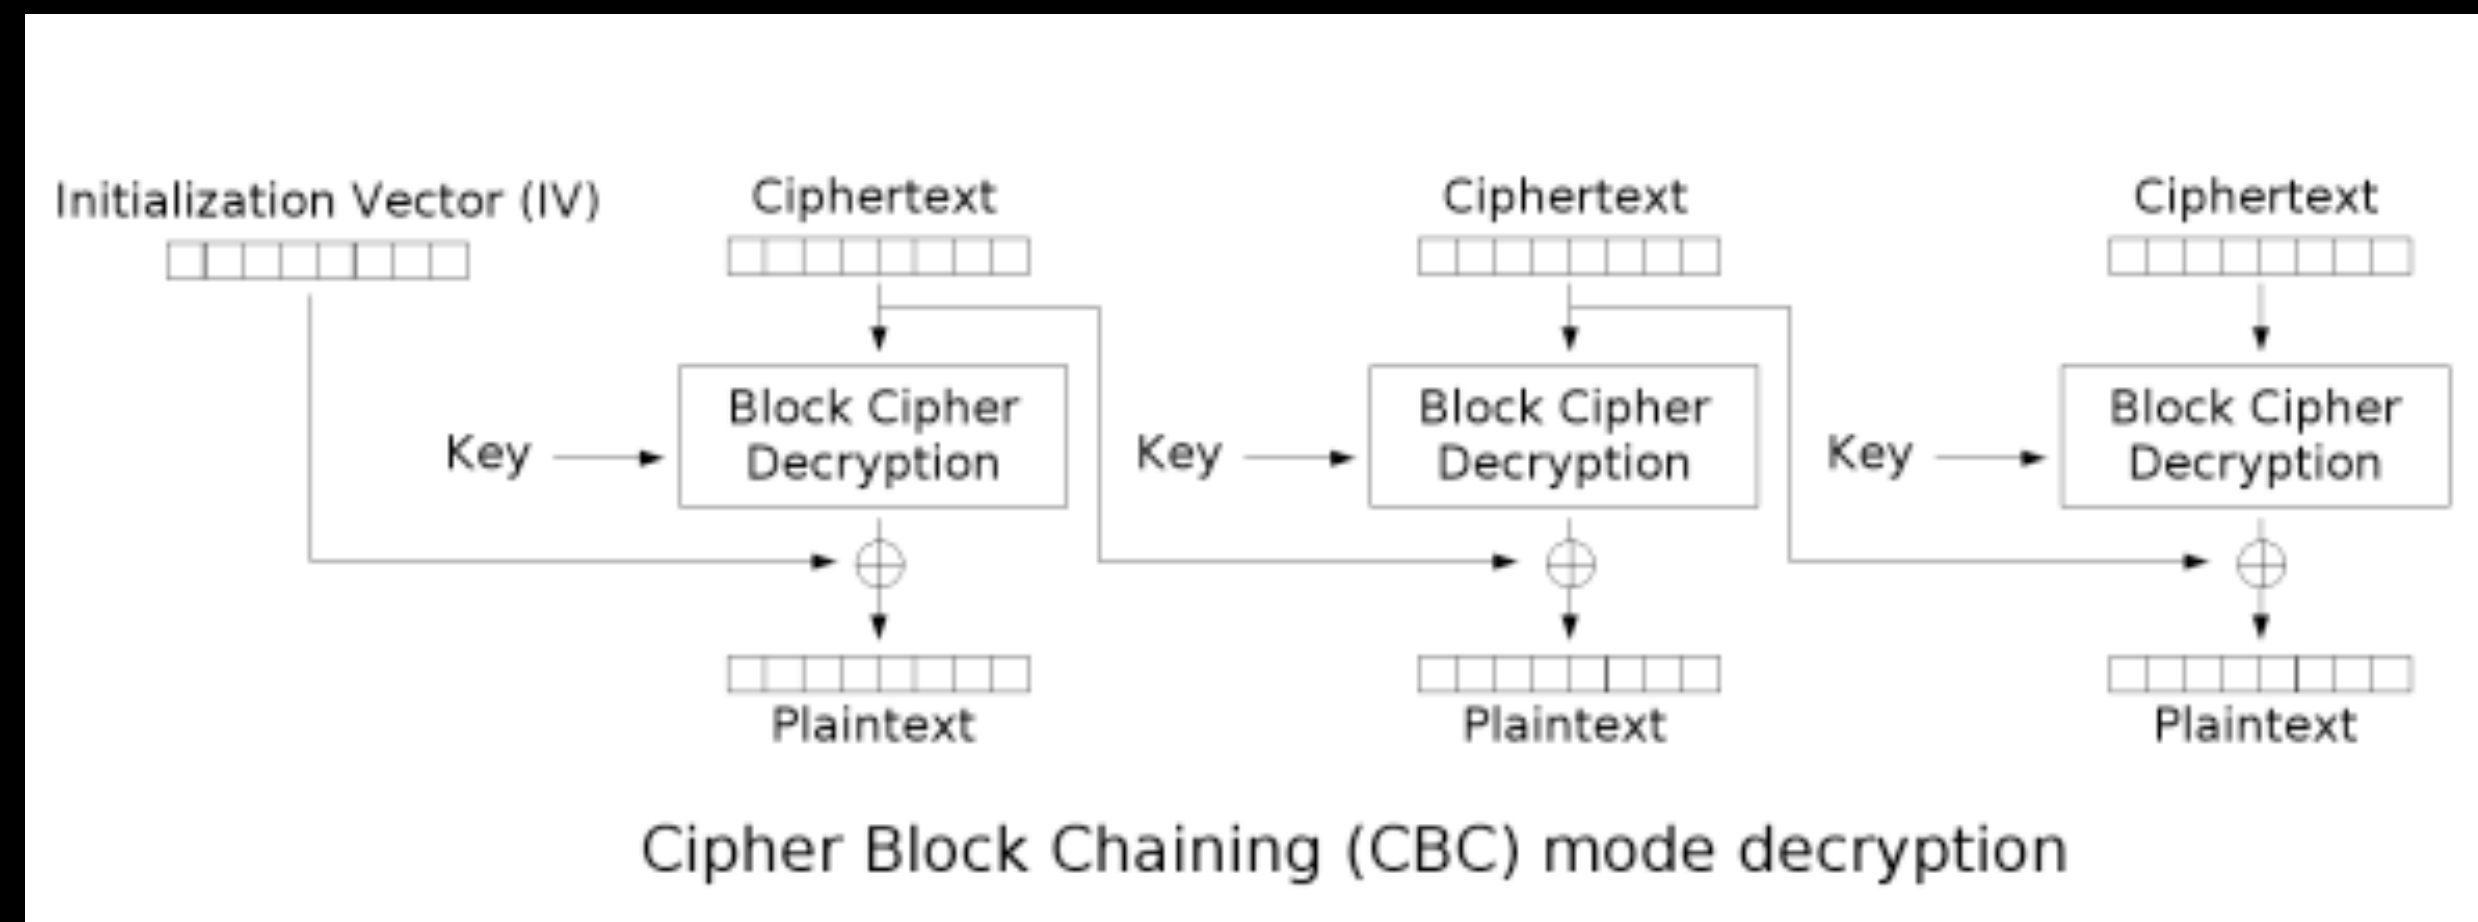 Initialization Vector (IV)
Ciphertext
Ciphertext
Ciphertext
Key
Block Cipher
Decryption
Key
Block Cipher
Decryption
Key
Block Cipher
Decryption
Plaintext
Plaintext
Plaintext
Cipher Block Chaining (CBC) mode decryption